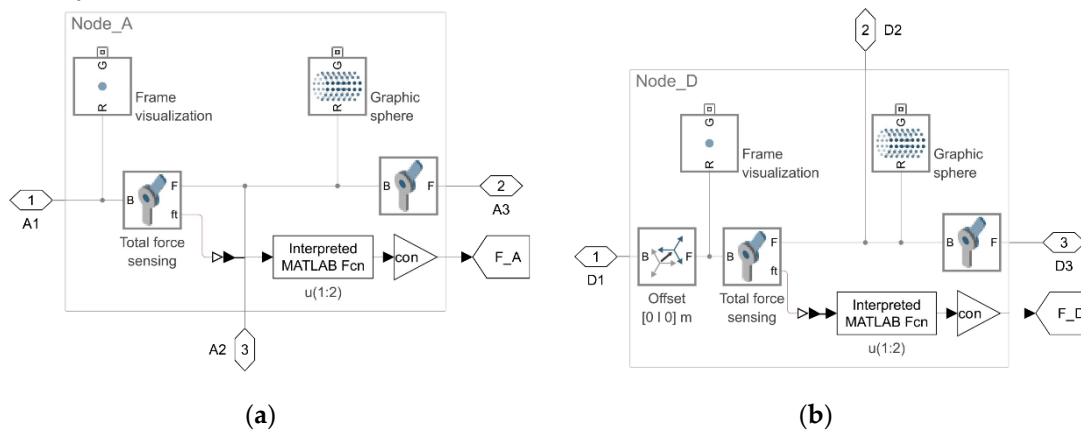 Node_A
G
R
Frame
visualization
G
R
Graphic
sphere
1
A1
B
F
ft
Total force
sensing
B
F
2
A3
Interpreted
MATLAB Fcn
u(1:2)
con
F_A
A2
3
(a)
2
D2
Node_D
G
R
Frame
visualization
G
R
Graphic
sphere
1
D1
B
F
Offset
[0 l 0] m
B
F
ft
Total force
sensing
B
F
3
D3
Interpreted
MATLAB Fcn
u(1:2)
con
F_D
(b)